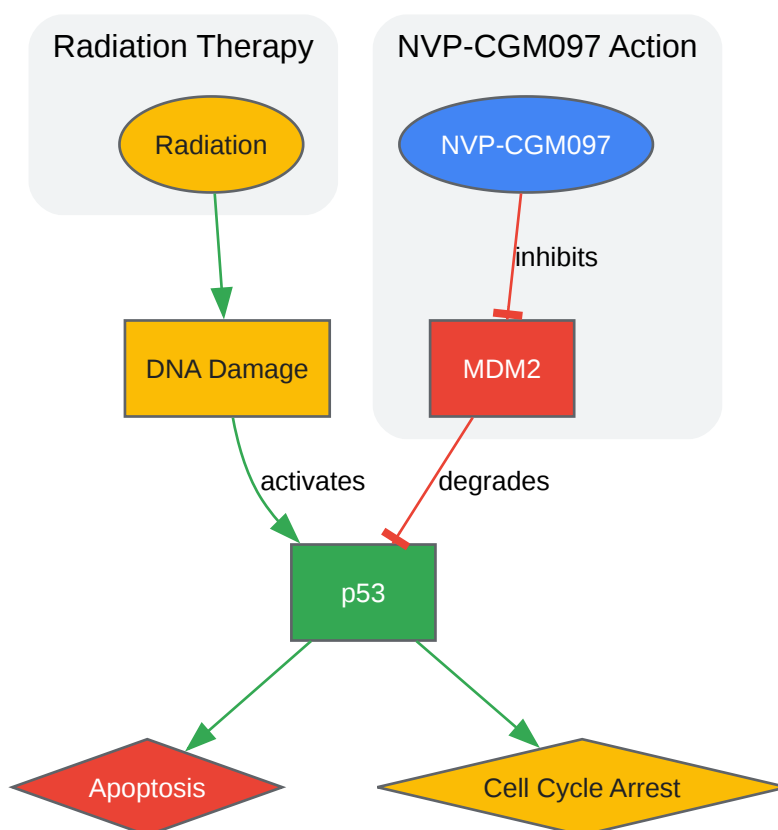 Radiation Therapy
NVP-CGM097 Action
Radiation
NVP-CGM097
inhibits
DNA Damage
MDM2
activates
degrades
p53
Apoptosis
Cell Cycle Arrest